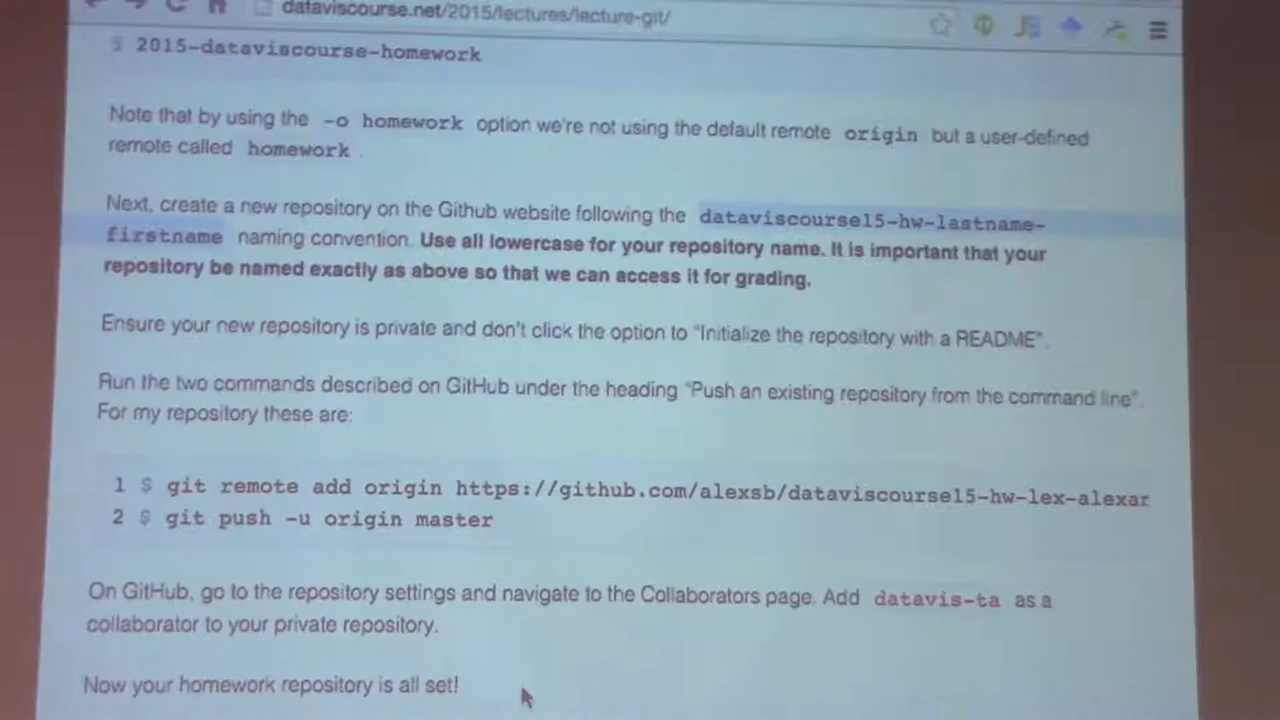 dataviscourse.net/2015/lectures/lecture-git/
3 2015-dataviscourse-homework
Note that by using the -o homework option we're not using the default remote origin but a user-defined
remote called homework .
Next, create a new repository on the Github website following the dataviscourse15-hw-lastname-
firstname naming convention. Use all lowercase for your repository name. It is important that your
repository be named exactly as above so that we can access it for grading.
Ensure your new repository is private and don't click the option to "Initialize the repository with a README".
Run the two commands described on GitHub under the heading "Push an existing repository from the command line".
For my repository these are:
1 $ git remote add origin https://github.com/alexsb/dataviscourse15-hw-lex-alexar
2 $ git push -u origin master
On GitHub, go to the repository settings and navigate to the Collaborators page. Add datavis-ta as a
collaborator to your private repository.
Now your homework repository is all set!